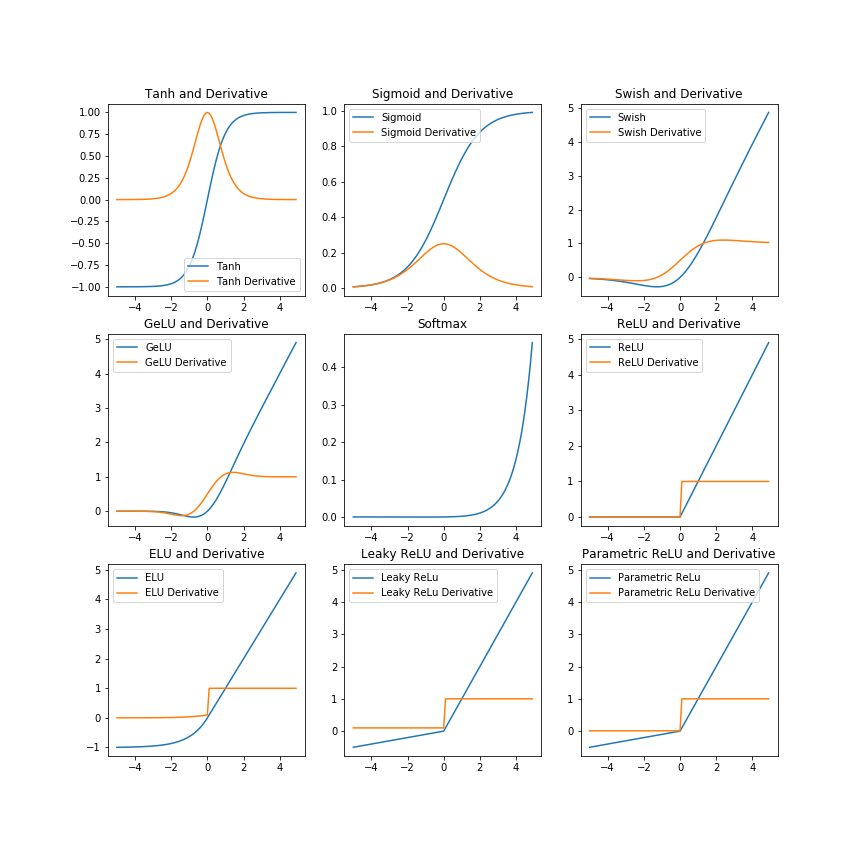 Tanh and Derivative
1.00
0.75
0.50
0.25
0.00
−0.25
−0.50
−0.75
−1.00
Tanh
Tanh Derivative
−4 −2 0 2 4
Sigmoid and Derivative
1.0
0.8
0.6
0.4
0.2
0.0
Sigmoid
Sigmoid Derivative
−4 −2 0 2 4
Swish and Derivative
5
4
3
2
1
0
Swish
Swish Derivative
−4 −2 0 2 4
GeLU and Derivative
5
4
3
2
1
0
GeLU
GeLU Derivative
−4 −2 0 2 4
Softmax
0.4
0.3
0.2
0.1
0.0
−4 −2 0 2 4
ReLU and Derivative
5
4
3
2
1
0
ReLU
ReLU Derivative
−4 −2 0 2 4
ELU and Derivative
5
4
3
2
1
0
−1
ELU
ELU Derivative
−4 −2 0 2 4
Leaky ReLU and Derivative
5
4
3
2
1
0
Leaky ReLu
Leaky ReLu Derivative
−4 −2 0 2 4
Parametric ReLU and Derivative
5
4
3
2
1
0
Parametric ReLu
Parametric ReLu Derivative
−4 −2 0 2 4